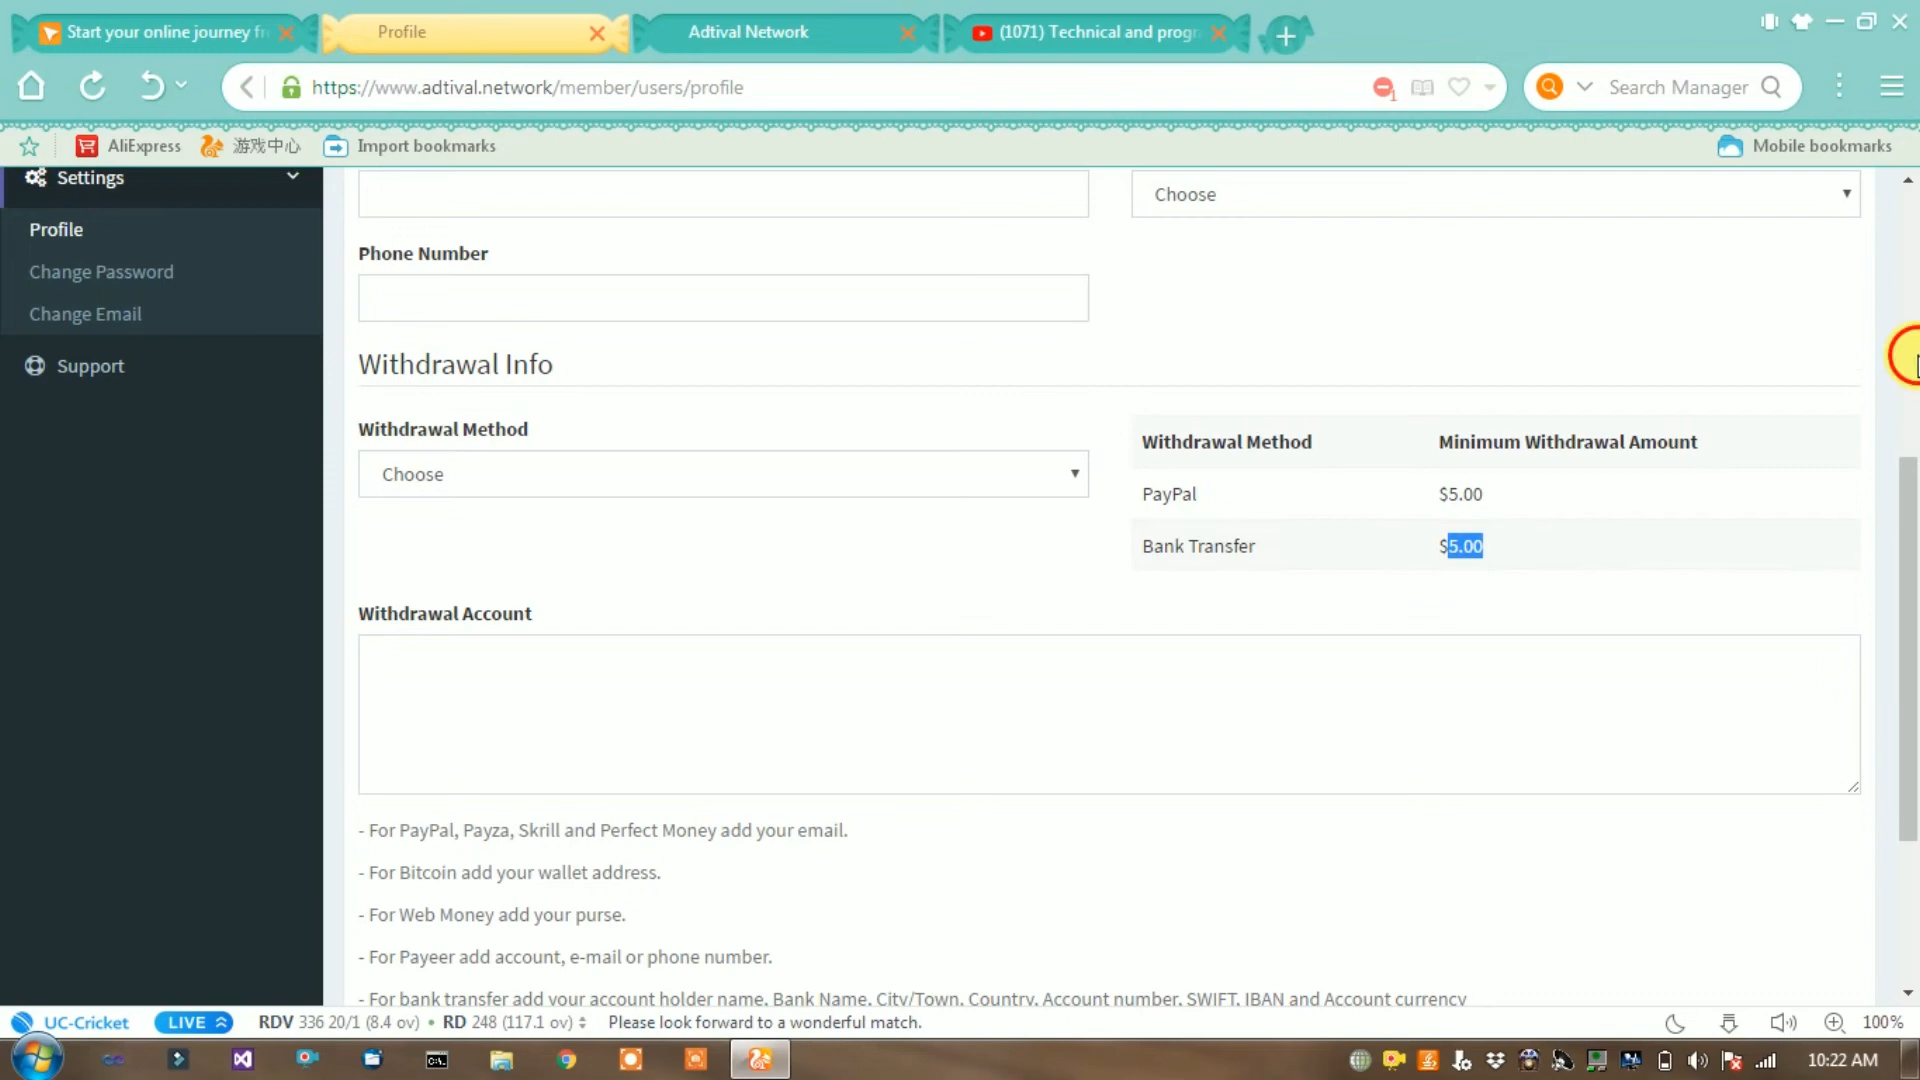 Start your online journey fr
Profile
Adtival Network
(1071) Technical and progr
https://www.adtival.network/member/users/profile
1
Search Manager
AliExpress
游戏中心
Import bookmarks
Mobile bookmarks
Settings
Profile
Change Password
Change Email
Support
Choose
Phone Number
Withdrawal Info
Withdrawal Method
Choose
Withdrawal Method Minimum Withdrawal Amount
PayPal $5.00
Bank Transfer $5.00
Withdrawal Account
- For PayPal, Payza, Skrill and Perfect Money add your email.
- For Bitcoin add your wallet address.
- For Web Money add your purse.
- For Payeer add account, e-mail or phone number.
- For bank transfer add your account holder name, Bank Name, City/Town, Country, Account number, SWIFT, IBAN and Account currency
UC-Cricket LIVE RDV 336 20/1 (8.4 ov) • RD 248 (117.1 ov) Please look forward to a wonderful match.
100%
10:22 AM